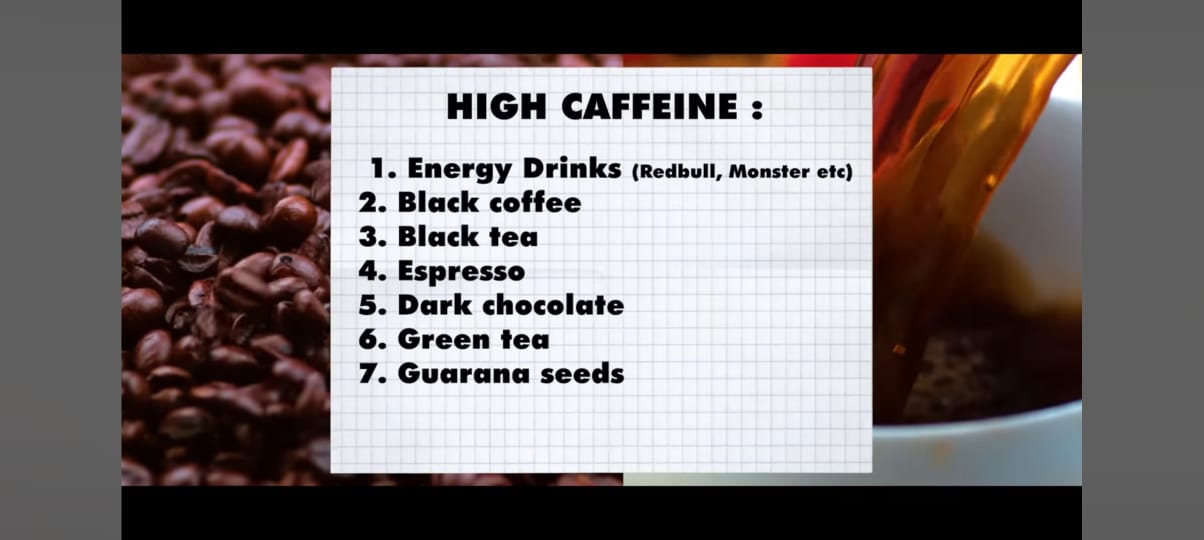 HIGH CAFFEINE :
1. Energy Drinks (Redbull, Monster etc)
2. Black coffee
3. Black tea
4. Espresso
5. Dark chocolate
6. Green tea
7. Guarana seeds